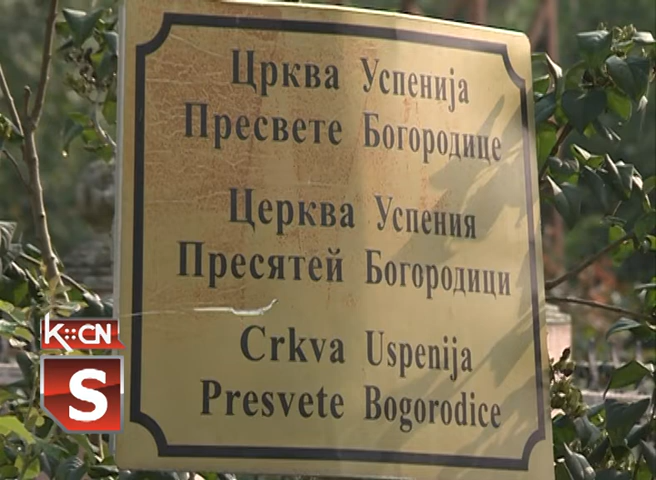 Црква Успенија
Пресвете Богородице
Церква Успения
Пресятей Богородици
Crkva Uspenija
Presvete Bogorodice
K::CN
S